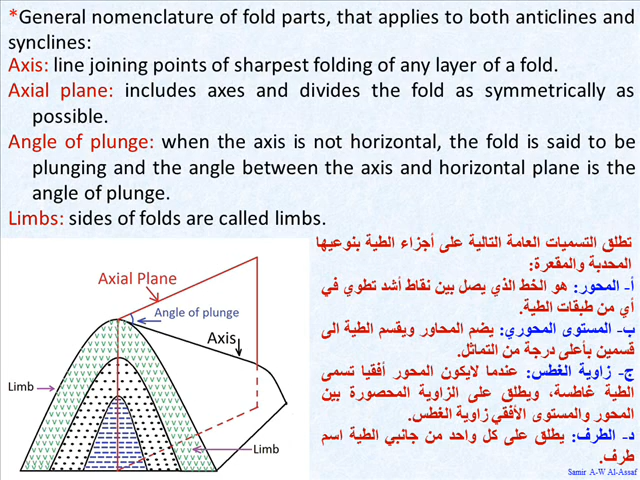 *General nomenclature of fold parts, that applies to both anticlines and
synclines:
Axis: line joining points of sharpest folding of any layer of a fold.
Axial plane: includes axes and divides the fold as symmetrically as
possible.
Angle of plunge: when the axis is not horizontal, the fold is said to be
plunging and the angle between the axis and horizontal plane is the
angle of plunge.
Limbs: sides of folds are called limbs.
تطلق التسميات العامة التالية على أجزاء الطية بنوعيها
المحدبة والمقعرة:
أ- المحور: هو الخط الذي يصل بين نقاط أشد تطوي في
أي من طبقات الطية.
ب- المستوى المحوري: يضم المحاور ويقسم الطية الى
قسمين بأعلى درجة من التماثل.
ج- زاوية الغطس: عندما لايكون المحور أفقيا تسمى
الطية غاطسة، ويطلق على الزاوية المحصورة بين
المحور والمستوى الأفقي زاوية الغطس.
د- الطرف: يطلق على كل واحد من جانبي الطية اسم
طرف.
Axial Plane
Angle of plunge
Axis
Limb
Limb
Samir A-W Al-Assaf